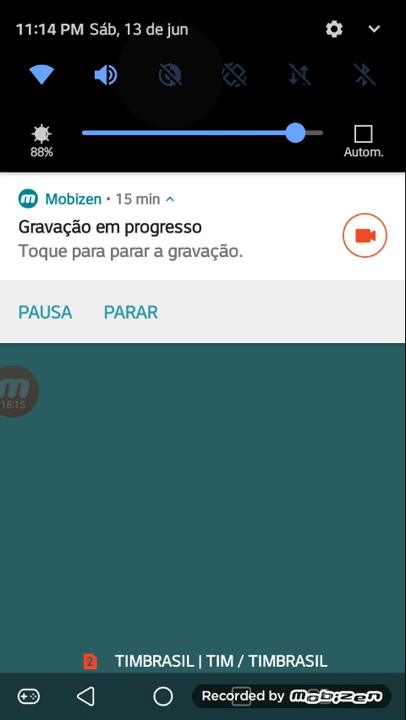 11:14 PM Sáb, 13 de jun
88%
Autom.
Mobizen • 15 min
Gravação em progresso
Toque para parar a gravação.
PAUSA PARAR
16:15
2 TIMBRASIL | TIM / TIMBRASIL
Recorded by mobizen